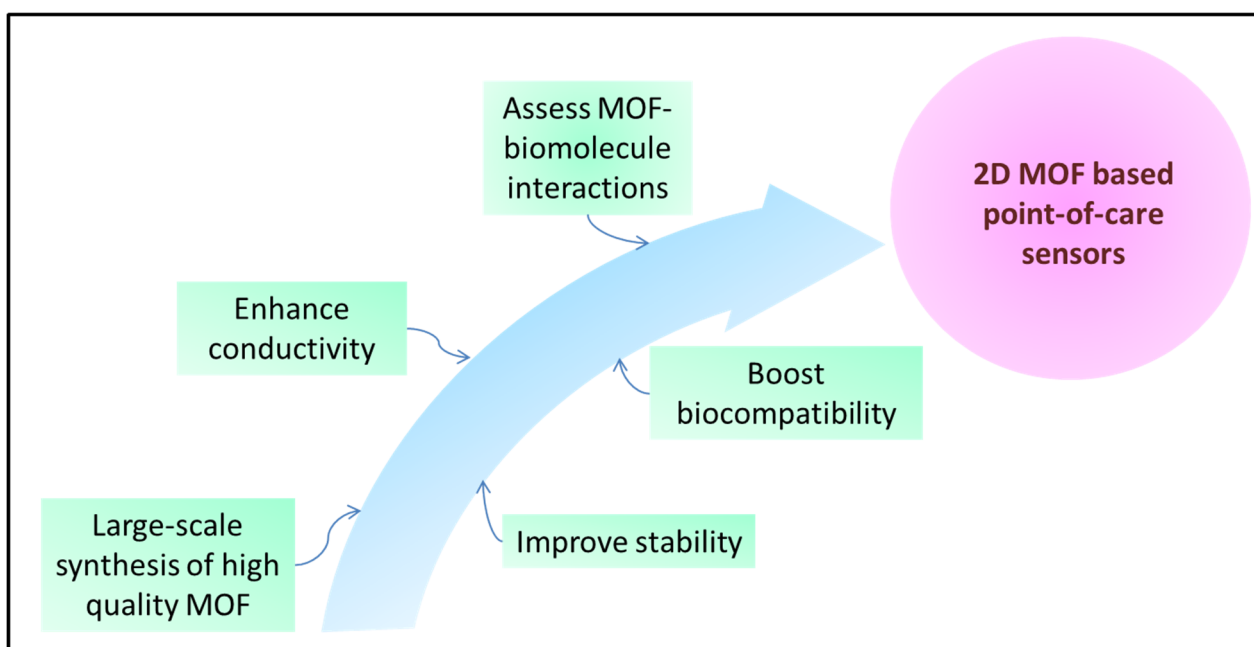 Assess MOF-
biomolecule
interactions
2D MOF based
point-of-care
sensors
Enhance
conductivity
Boost
biocompatibility
Large-scale
synthesis of high
quality MOF
Improve stability